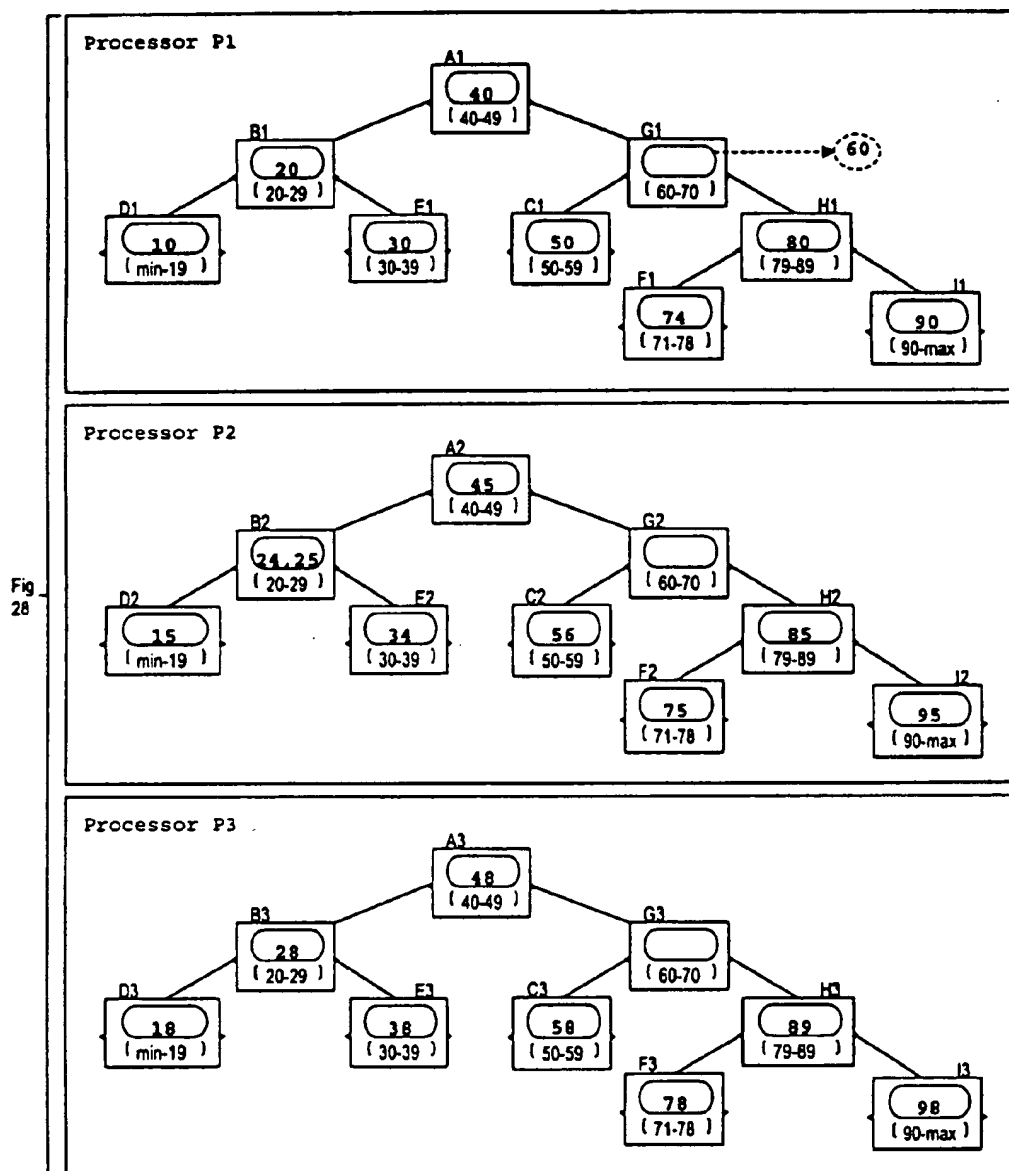 Processor P1
A1
40
( 40-49 )
B1
20
( 20-29 )
G1
( 60-70 )
60
D1
10
( min-19 )
E1
30
( 30-39 )
C1
50
( 50-59 )
H1
80
( 79-89 )
F1
74
( 71-78 )
I1
90
( 90-max )
Processor P2
A2
45
( 40-49 )
B2
24,25
( 20-29 )
G2
( 60-70 )
Fig
28
D2
15
( min-19 )
E2
34
( 30-39 )
C2
56
( 50-59 )
H2
85
( 79-89 )
F2
75
( 71-78 )
I2
95
( 90-max )
Processor P3
A3
48
( 40-49 )
B3
28
( 20-29 )
G3
( 60-70 )
D3
18
( min-19 )
E3
38
( 30-39 )
C3
58
( 50-59 )
H3
89
( 79-89 )
F3
78
( 71-78 )
I3
98
( 90-max )